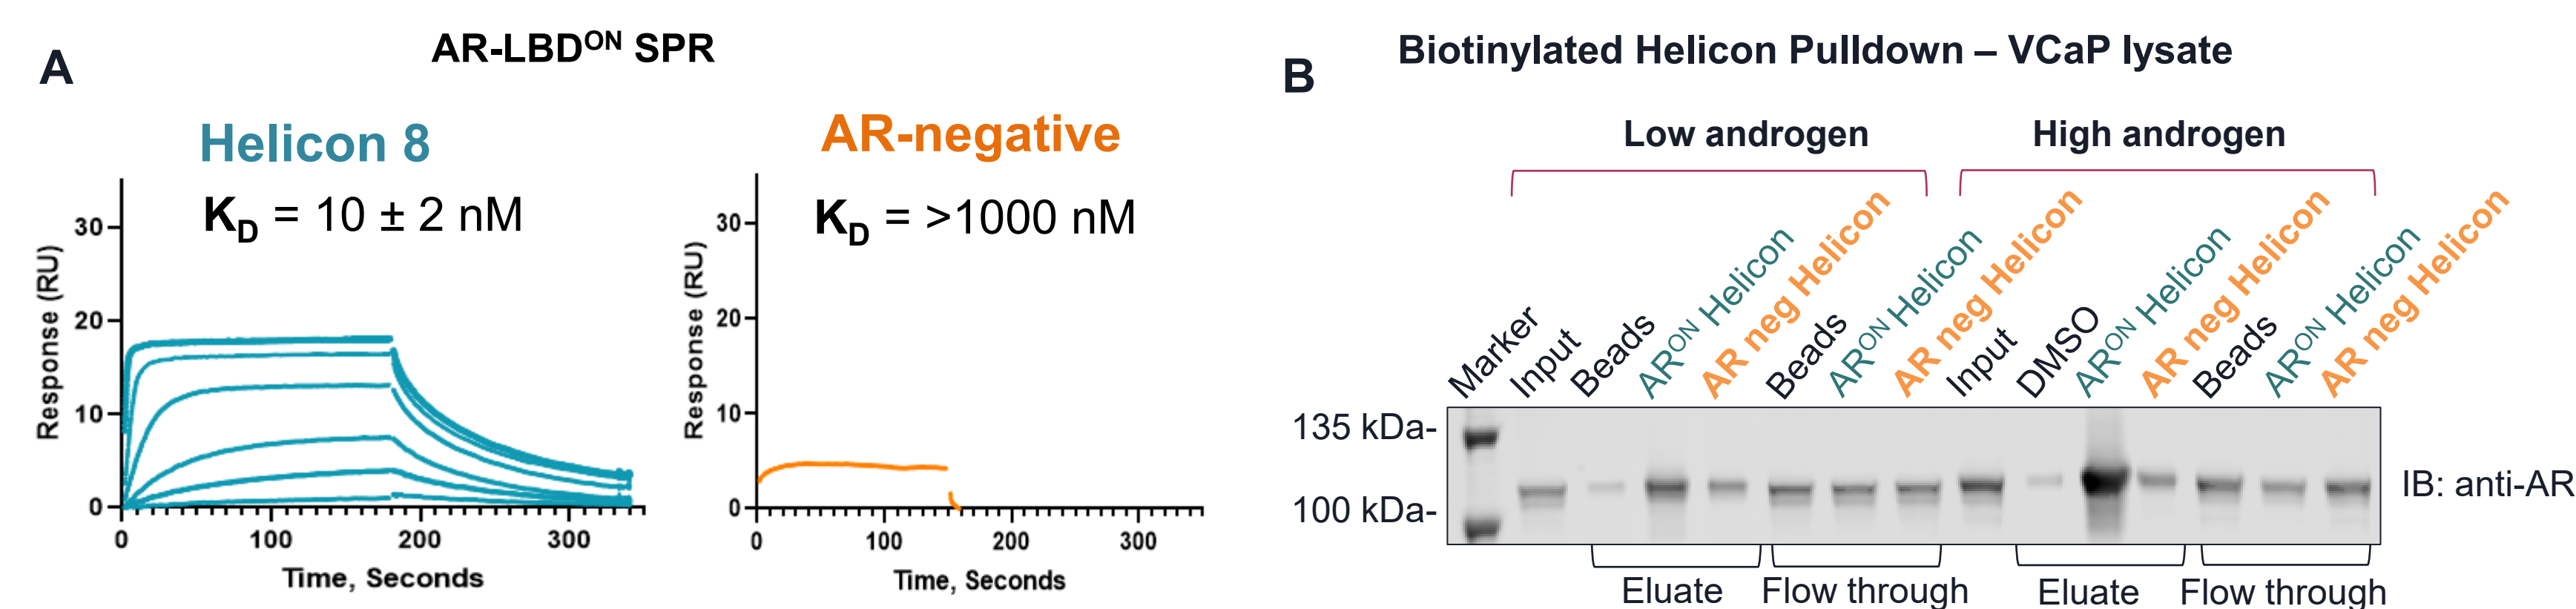 A
AR-LBDᴼᴺ SPR
Helicon 8
K_D = 10 ± 2 nM
Response (RU)
30
20
10
0
0 100 200 300
Time, Seconds
AR-negative
K_D = >1000 nM
Response (RU)
30
20
10
0
0 100 200 300
Time, Seconds
B
Biotinylated Helicon Pulldown – VCaP lysate
Low androgen
High androgen
Marker
Input
Beads
ARᴼᴺ Helicon
AR neg Helicon
Beads
ARᴼᴺ Helicon
AR neg Helicon
Input
DMSO
ARᴼᴺ Helicon
AR neg Helicon
Beads
ARᴼᴺ Helicon
AR neg Helicon
135 kDa-
100 kDa-
IB: anti-AR
Eluate
Flow through
Eluate
Flow through